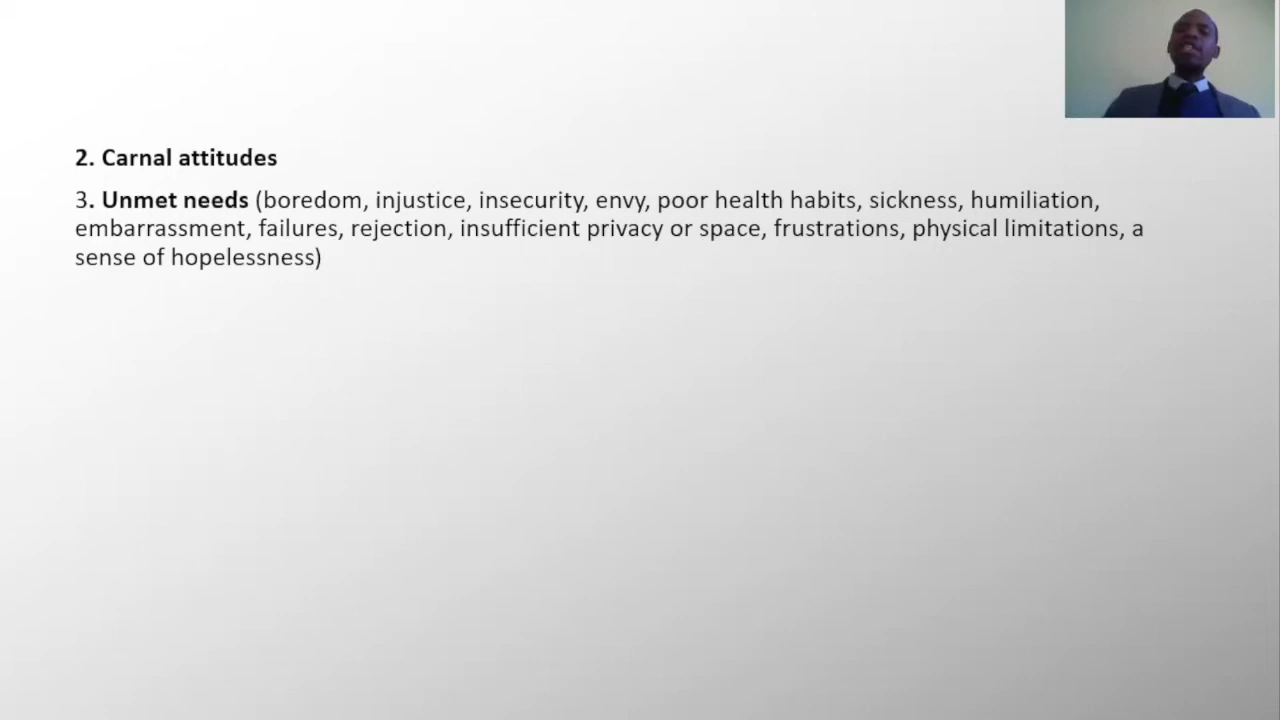 2. Carnal attitudes
3. Unmet needs (boredom, injustice, insecurity, envy, poor health habits, sickness, humiliation,
embarrassment, failures, rejection, insufficient privacy or space, frustrations, physical limitations, a
sense of hopelessness)